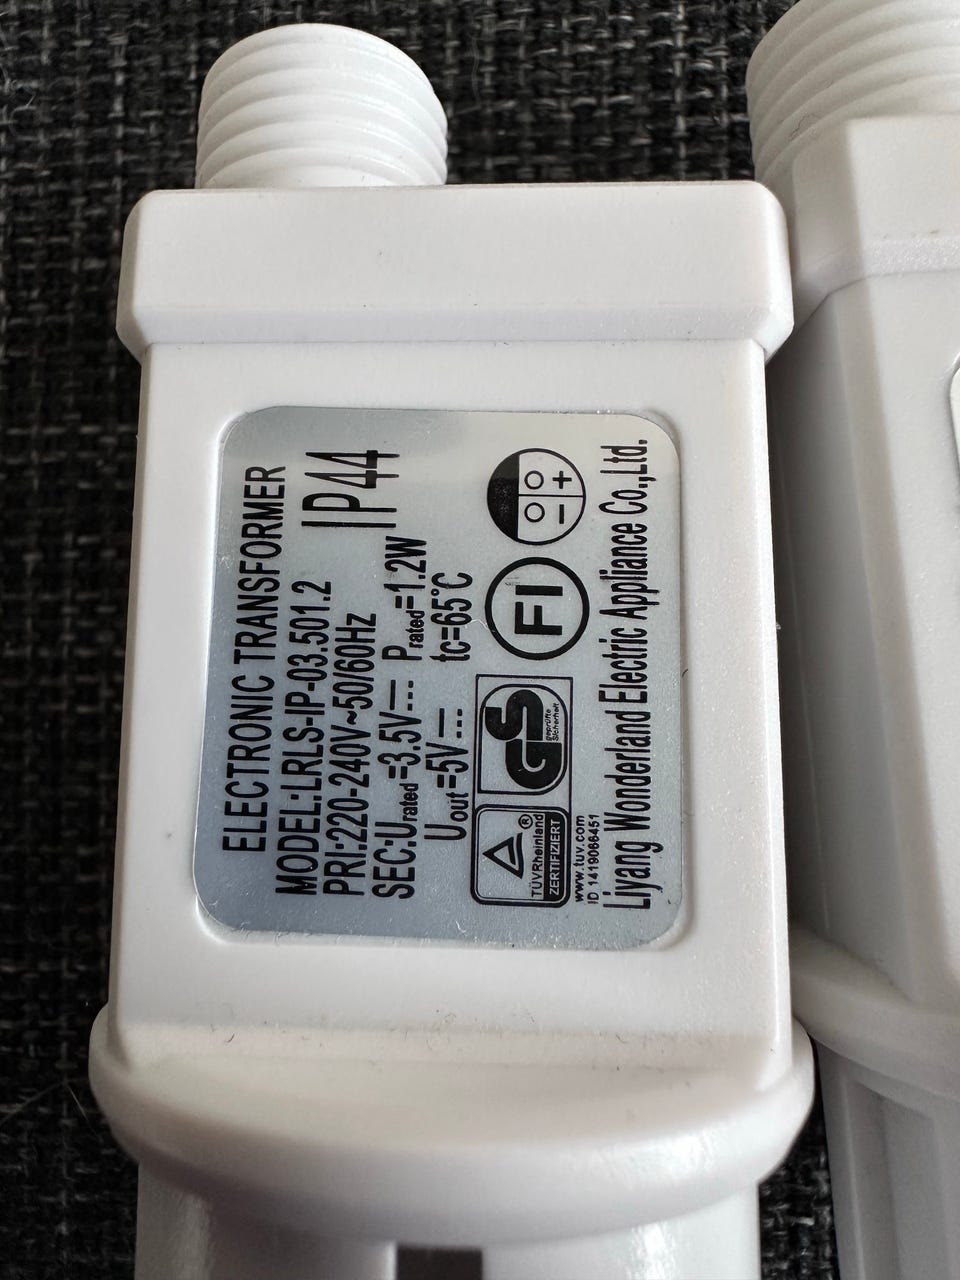 ELECTRONIC TRANSFORMER
MODEL:LRLS-IP-03.501.2
IP44
PRI:220-240V~50/60Hz
SEC:Urated=3.5V⎓ Prated=1.2W
Uout=5V⎓ tc=65℃
TÜVRheinland®
ZERTIFIZIERT
GS
geprüfte
Sicherheit
FI
- +
www.tuv.com
ID 1419066451
Liyang Wonderland Electric Appliance Co.,Ltd.